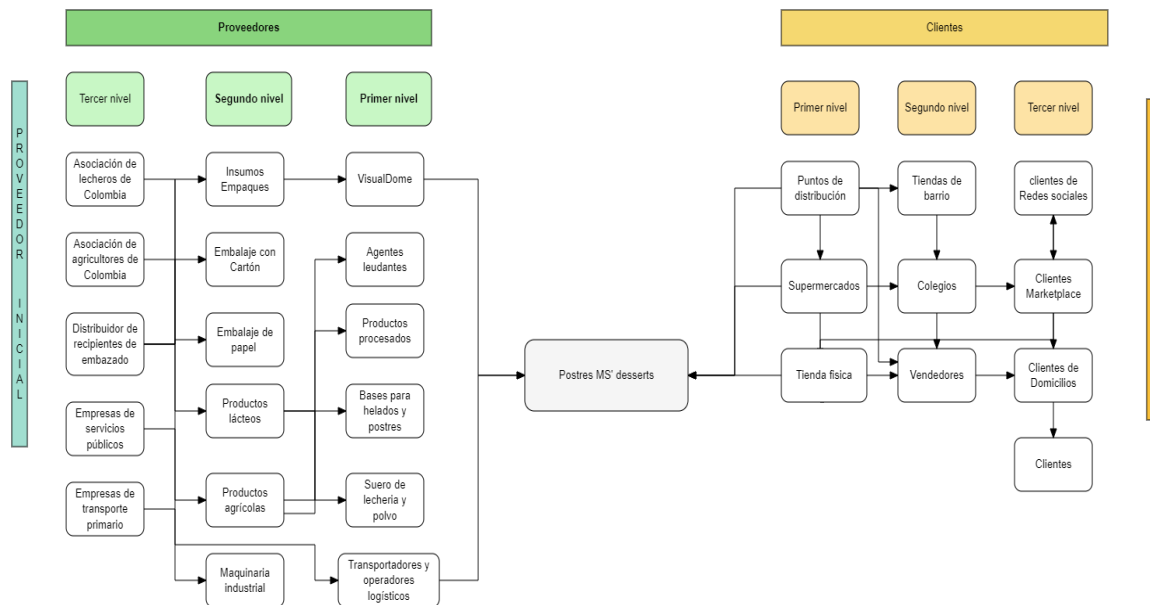 Proveedores
Clientes
Tercer nivel
Segundo nivel
Primer nivel
Primer nivel
Segundo nivel
Tercer nivel
PROVEEDOR INICIAL
Asociación de
lecheros de
Colombia
Insumos
Empaques
VisualDome
Puntos de
distribución
Tiendas de
barrio
clientes de
Redes sociales
Asociación de
agricultores de
Colombia
Embalaje con
Cartón
Agentes
leudantes
Supermercados
Colegios
Clientes
Marketplace
Distribuidor de
recipientes de
embazado
Embalaje de
papel
Productos
procesados
Postres MS' desserts
Tienda fisica
Vendedores
Clientes de
Domicilios
Empresas de
servicios
públicos
Productos
lácteos
Bases para
helados y
postres
Clientes
Empresas de
transporte
primario
Productos
agrícolas
Suero de
lecheria y
polvo
Maquinaria
industrial
Transportadores y
operadores
logísticos